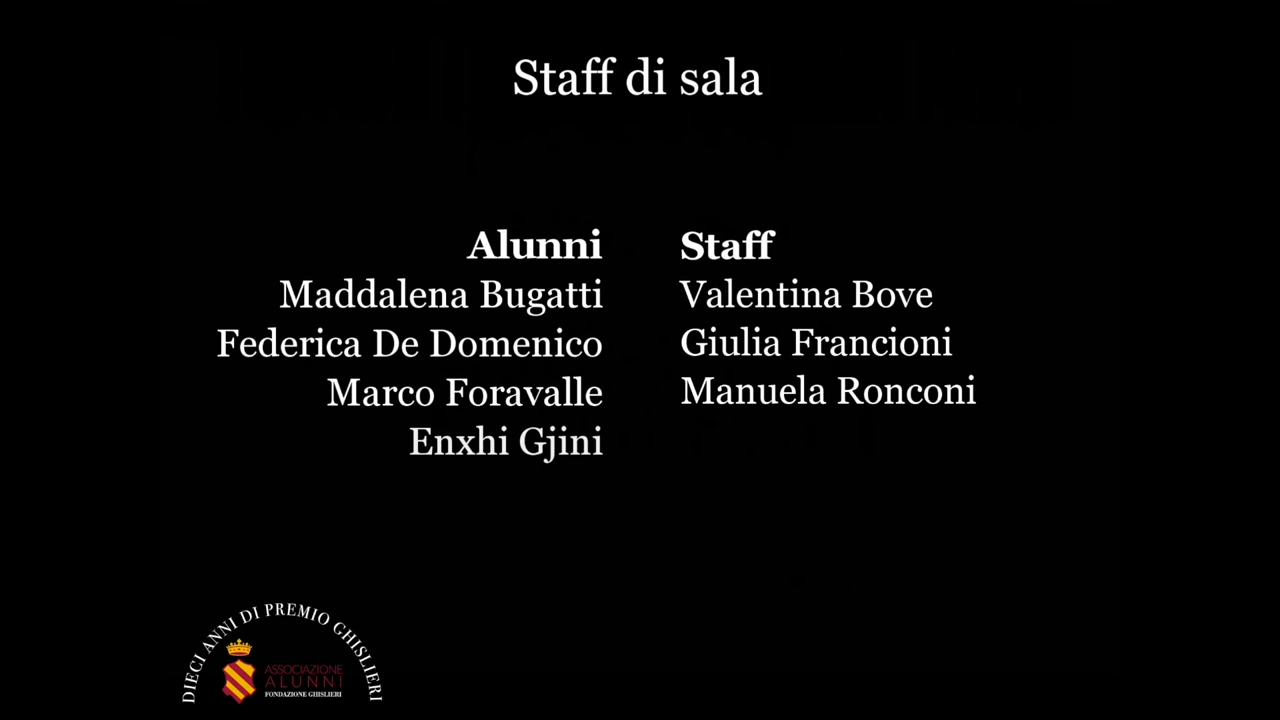 Staff di sala
Alunni
Maddalena Bugatti
Federica De Domenico
Marco Foravalle
Enxhi Gjini
Staff
Valentina Bove
Giulia Francioni
Manuela Ronconi
DIECI ANNI DI PREMIO GHISLIERI
ASSOCIAZIONE
ALUNNI
FONDAZIONE GHISLIERI